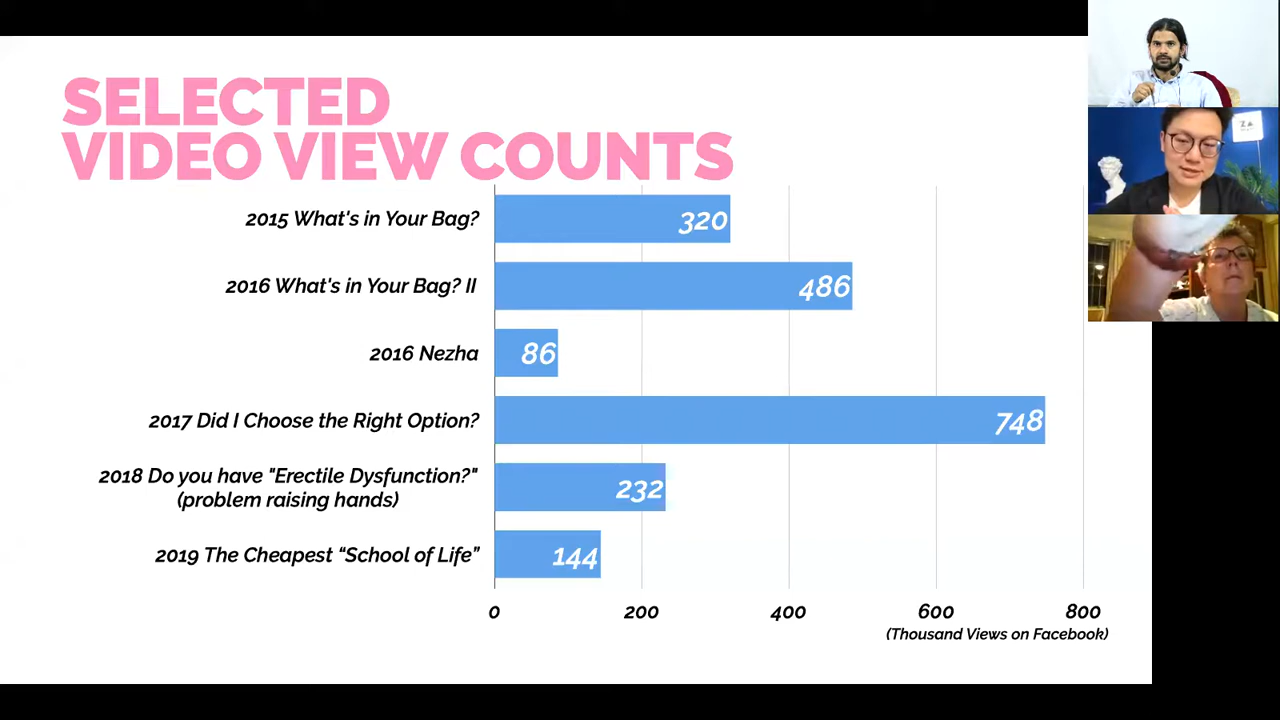 SELECTED
VIDEO VIEW COUNTS
2015 What's in Your Bag?
320
2016 What's in Your Bag? II
486
2016 Nezha
86
2017 Did I Choose the Right Option?
748
2018 Do you have "Erectile Dysfunction?"
(problem raising hands)
232
2019 The Cheapest “School of Life”
144
0 200 400 600 800
(Thousand Views on Facebook)